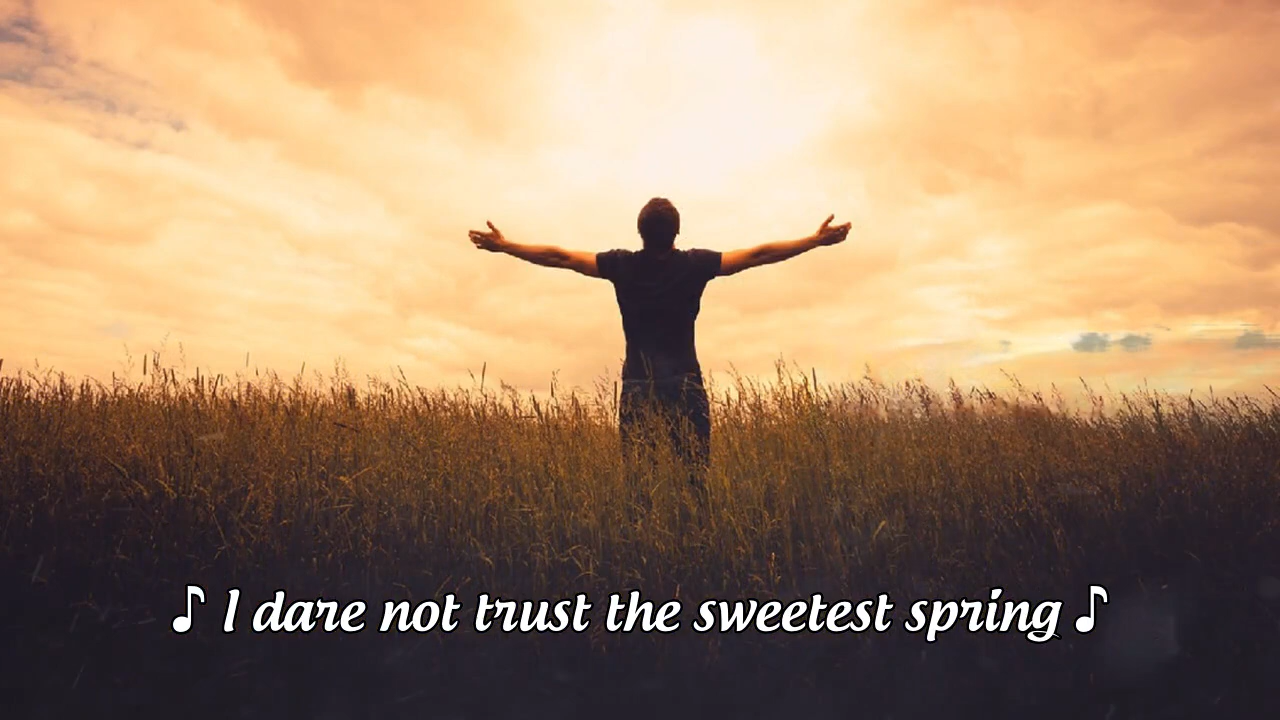 ♪ I dare not trust the sweetest spring ♪